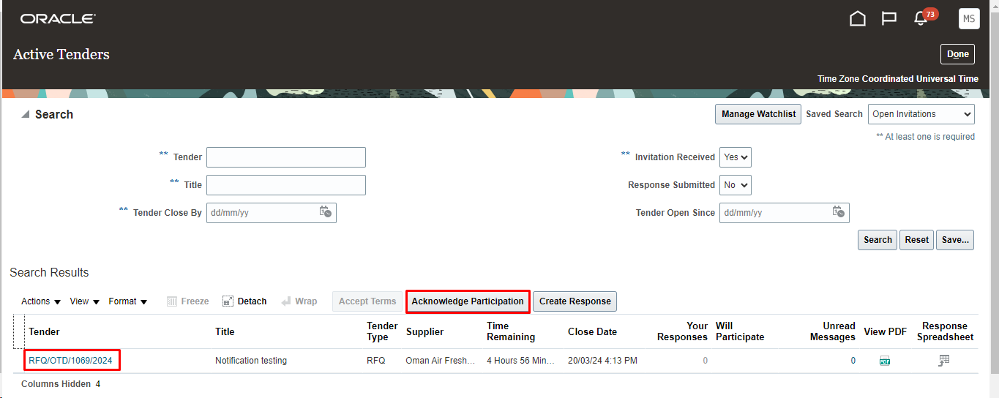 ORACLE
73
MS
Active Tenders
Done
Time Zone Coordinated Universal Time
Search
Manage Watchlist Saved Search Open Invitations
** At least one is required
** Tender
** Invitation Received Yes
** Title
Response Submitted No
** Tender Close By dd/mm/yy
Tender Open Since dd/mm/yy
Search Reset Save...
Search Results
Actions View Format Freeze Detach Wrap Accept Terms Acknowledge Participation Create Response
Tender Title Tender Type Supplier Time Remaining Close Date Your Responses Will Participate Unread Messages View PDF Response Spreadsheet
RFQ/OTD/1069/2024 Notification testing RFQ Oman Air Fresh... 4 Hours 56 Min... 20/03/24 4:13 PM 0 0 PDF
Columns Hidden 4